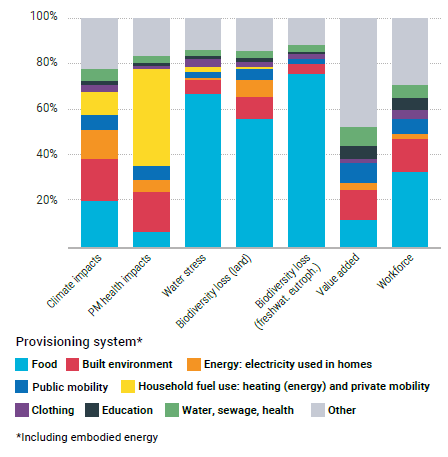 100%
80%
60%
40%
20%
Climate impacts
PM health impacts
Water stress
Biodiversity loss (land)
Biodiversity loss
(freshwat. eutroph.)
Value added
Workforce
Provisioning system*
Food Built environment Energy: electricity used in homes
Public mobility Household fuel use: heating (energy) and private mobility
Clothing Education Water, sewage, health Other
*Including embodied energy